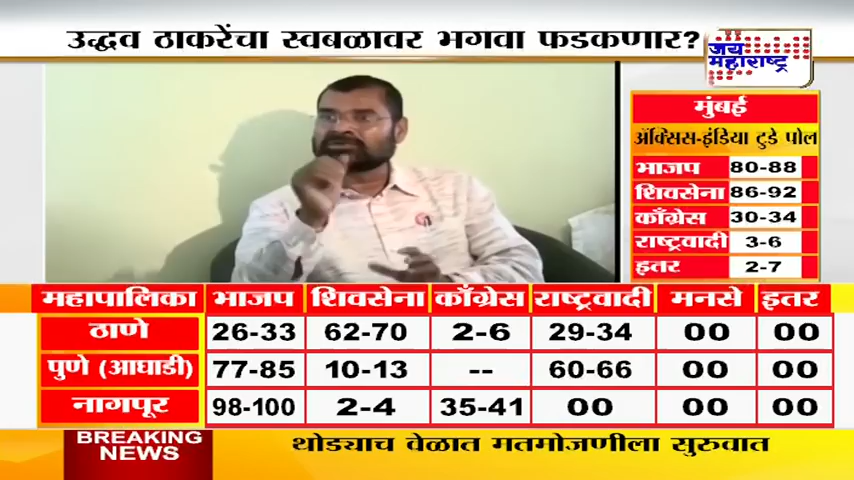 उद्धव ठाकरेंचा स्वबळावर भगवा फडकणार?
जय महाराष्ट्र
मुंबई
ॲक्सिस-इंडिया टुडे पोल
भाजप 80-88
शिवसेना 86-92
काँग्रेस 30-34
राष्ट्रवादी 3-6
इतर 2-7
महापालिका भाजप शिवसेना काँग्रेस राष्ट्रवादी मनसे इतर
ठाणे 26-33 62-70 2-6 29-34 00 00
पुणे (आघाडी) 77-85 10-13 -- 60-66 00 00
नागपूर 98-100 2-4 35-41 00 00 00
BREAKING NEWS
थोड्याच वेळात मतमोजणीला सुरुवात